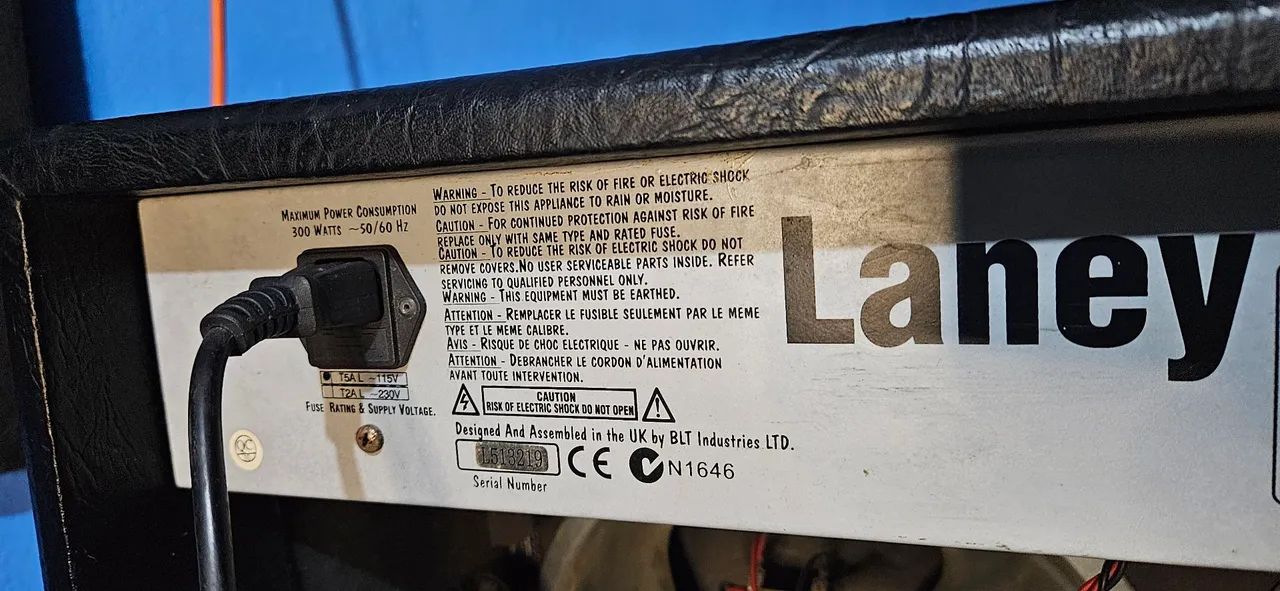 MAXIMUM POWER CONSUMPTION
300 WATTS ~50/60 HZ
T5A L ~115V
T2A L ~230V
FUSE RATING & SUPPLY VOLTAGE.
QC
WARNING - TO REDUCE THE RISK OF FIRE OR ELECTRIC SHOCK
DO NOT EXPOSE THIS APPLIANCE TO RAIN OR MOISTURE.
CAUTION - FOR CONTINUED PROTECTION AGAINST RISK OF FIRE
REPLACE ONLY WITH SAME TYPE AND RATED FUSE.
CAUTION - TO REDUCE THE RISK OF ELECTRIC SHOCK DO NOT
REMOVE COVERS.NO USER SERVICEABLE PARTS INSIDE. REFER
SERVICING TO QUALIFIED PERSONNEL ONLY.
WARNING - THIS EQUIPMENT MUST BE EARTHED.
ATTENTION - REMPLACER LE FUSIBLE SEULEMENT PAR LE MEME
TYPE ET LE MEME CALIBRE.
AVIS - RISQUE DE CHOC ELECTRIQUE - NE PAS OUVRIR.
ATTENTION - DEBRANCHER LE CORDON D'ALIMENTATION
AVANT TOUTE INTERVENTION.
CAUTION
RISK OF ELECTRIC SHOCK DO NOT OPEN
Designed And Assembled in the UK by BLT Industries LTD.
L513219
CE N1646
Serial Number
Laney